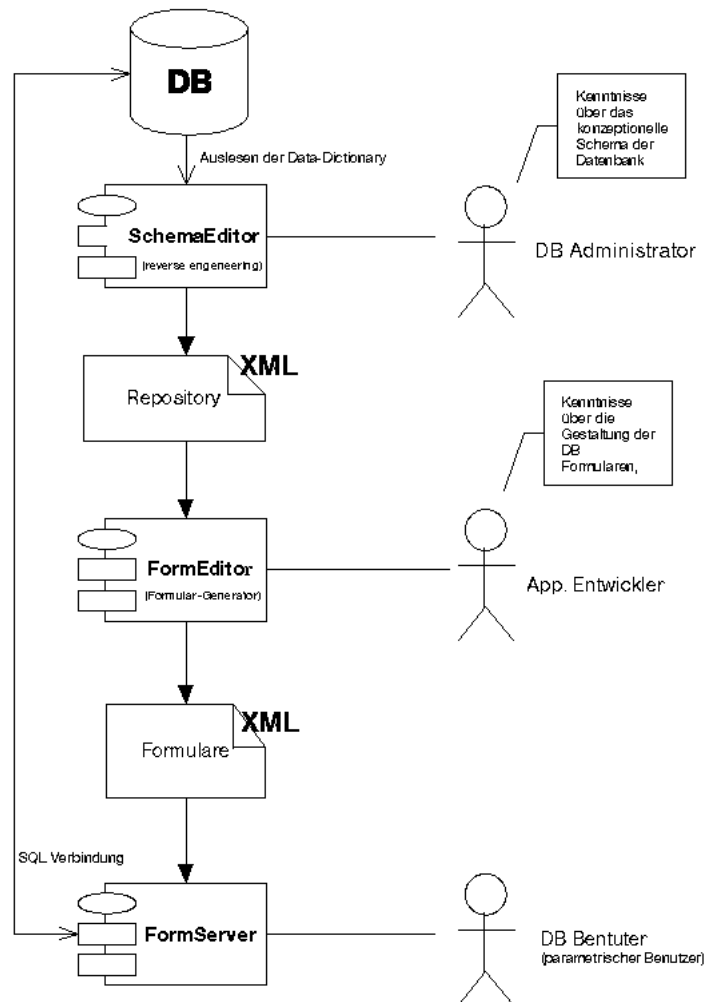 DB
Auslesen der Data-Dictionary
SchemaEditor
(reverse engeneering)
Kenntnisse
über das
konzeptionelle
Schema der
Datenbank
DB Administrator
XML
Repository
Kenntnisse
über die
Gestaltung der
DB
Formularen,
FormEditor
(Formular-Generator)
App. Entwickler
XML
Formulare
SQL Verbindung
FormServer
DB Bentuter
(parametrischer Benutzer)